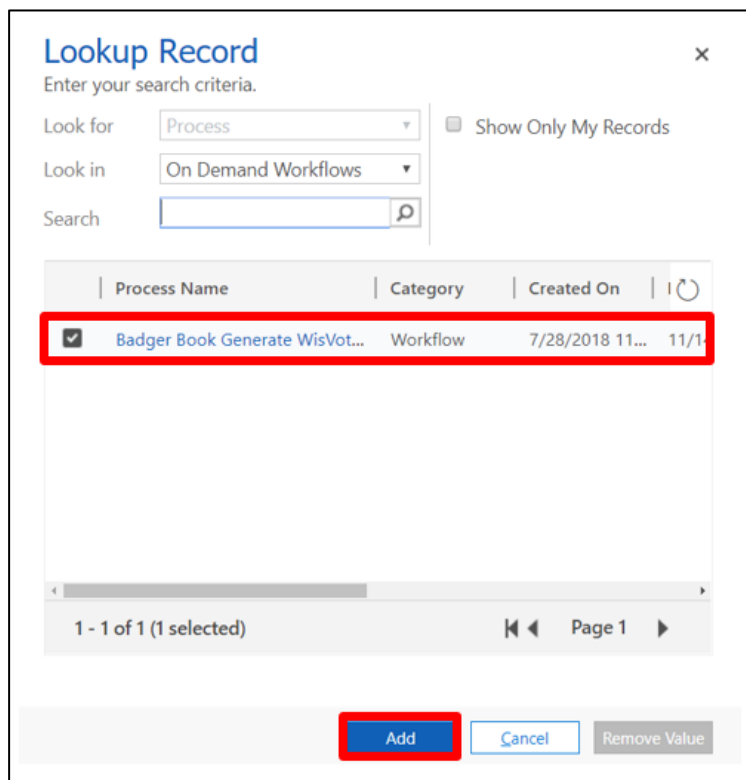 Lookup Record
Enter your search criteria.
Look for Process Show Only My Records
Look in On Demand Workflows
Search
Process Name Category Created On
Badger Book Generate WisVot... Workflow 7/28/2018 11... 11/1
1 - 1 of 1 (1 selected) Page 1
Add Cancel Remove Value